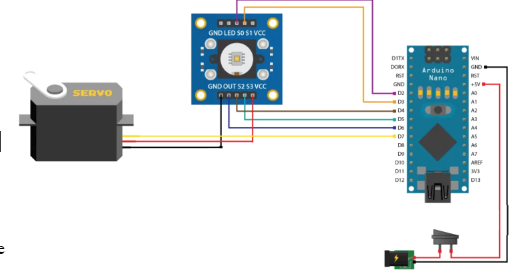 GND LED S0 S1 VCC
GND OUT S2 S3 VCC
SERVO
Arduino
Nano
D1TX
D0RX
RST
GND
D2
D3
D4
D5
D6
D7
D8
D9
D10
D11
D12
VIN
GND
RST
+5V
A0
A1
A2
A3
A4
A5
A6
A7
AREF
3V3
D13
e